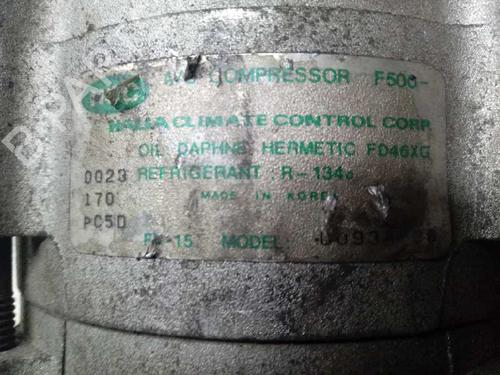 A/C COMPRESSOR F500-
HALLA CLIMATE CONTROL CORP.
OIL DAPHNE HERMETIC FD46XG
0023 REFRIGERANT : R-134a
170 MADE IN KOREA
PC5D
-15 MODEL: